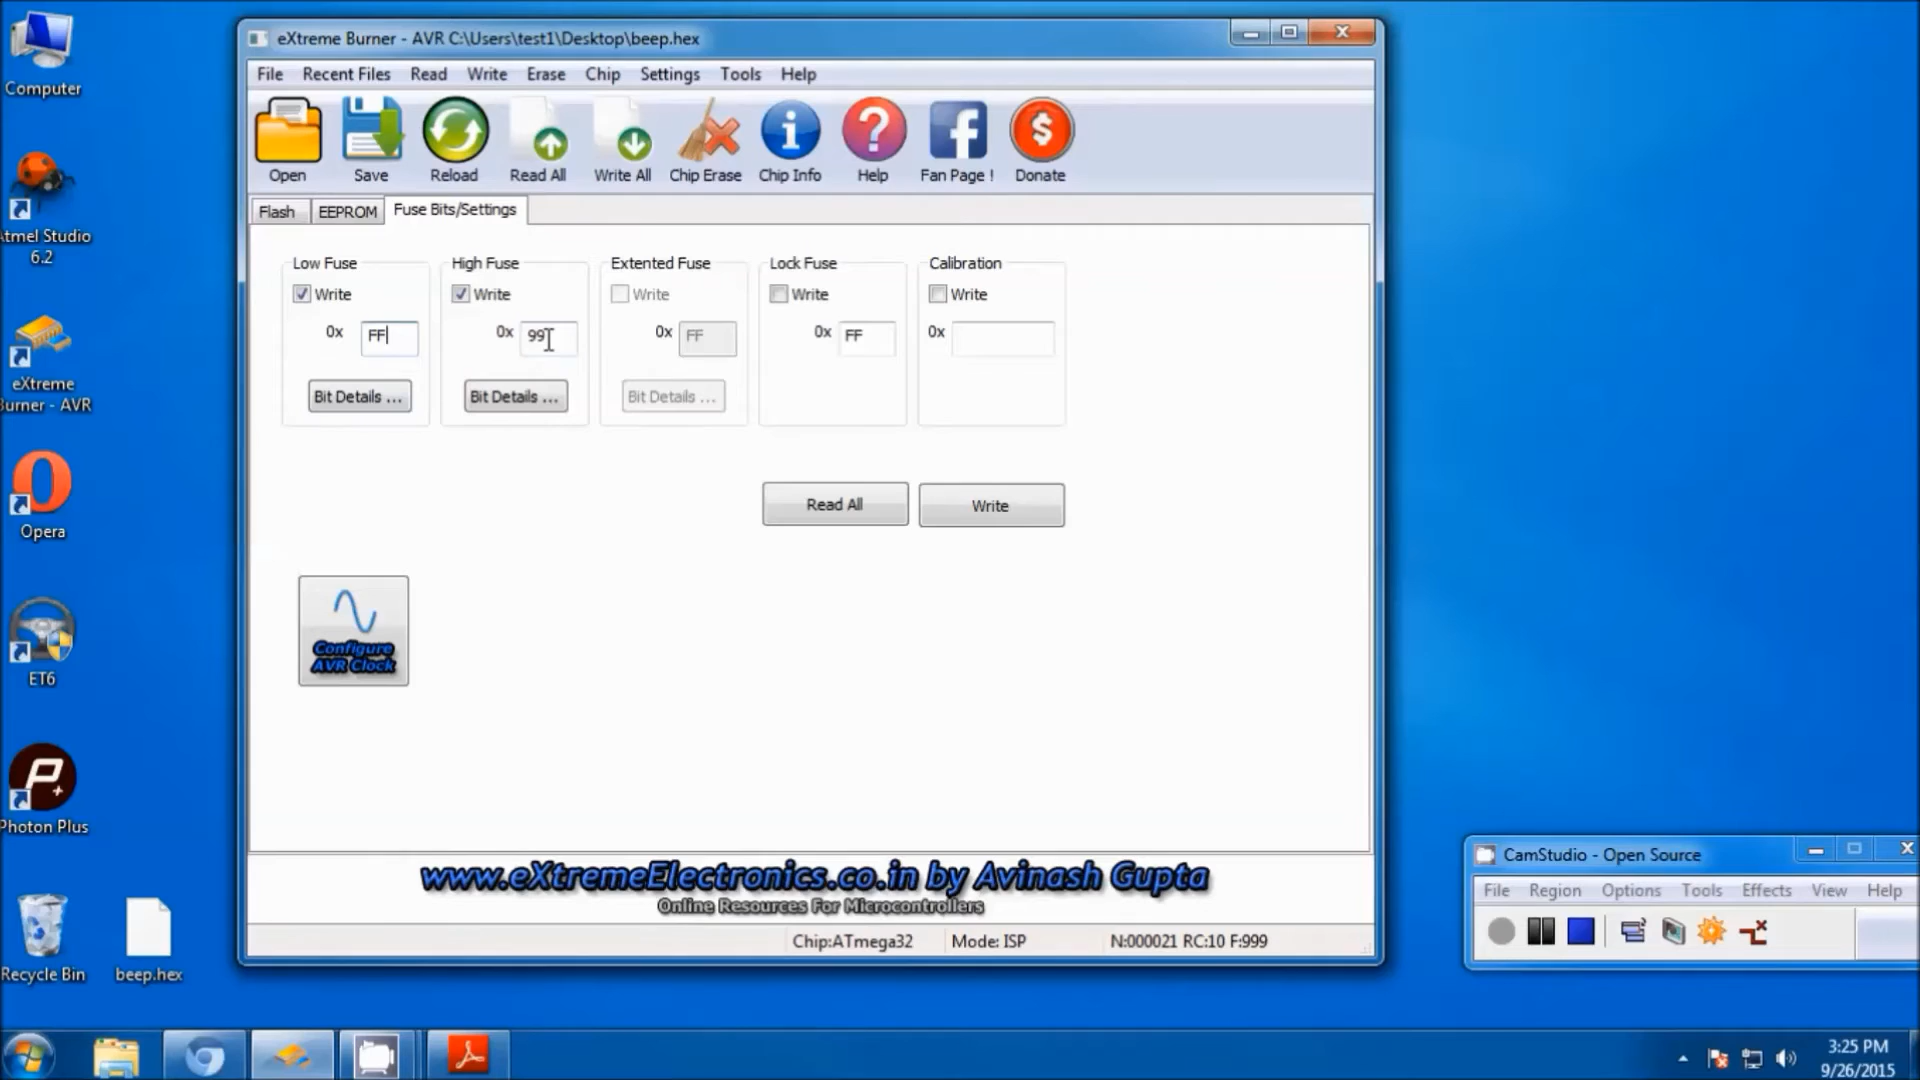 Computer
Atmel Studio
6.2
eXtreme
Burner - AVR
Opera
ET6
Photon Plus
Recycle Bin
beep.hex
eXtreme Burner - AVR C:\Users\test1\Desktop\beep.hex
File Recent Files Read Write Erase Chip Settings Tools Help
Open Save Reload Read All Write All Chip Erase Chip Info Help Fan Page ! Donate
Flash EEPROM Fuse Bits/Settings
Low Fuse High Fuse Extented Fuse Lock Fuse Calibration
Write Write Write Write Write
0x FF 0x 99 0x FF 0x FF 0x
Bit Details ... Bit Details ... Bit Details ...
Read All Write
Configure
AVR Clock
www.eXtremeElectronics.co.in by Avinash Gupta
Online Resources For Microcontrollers
Chip:ATmega32 Mode: ISP N:000021 RC:10 F:999
CamStudio - Open Source
File Region Options Tools Effects View Help
3:25 PM
9/26/2015